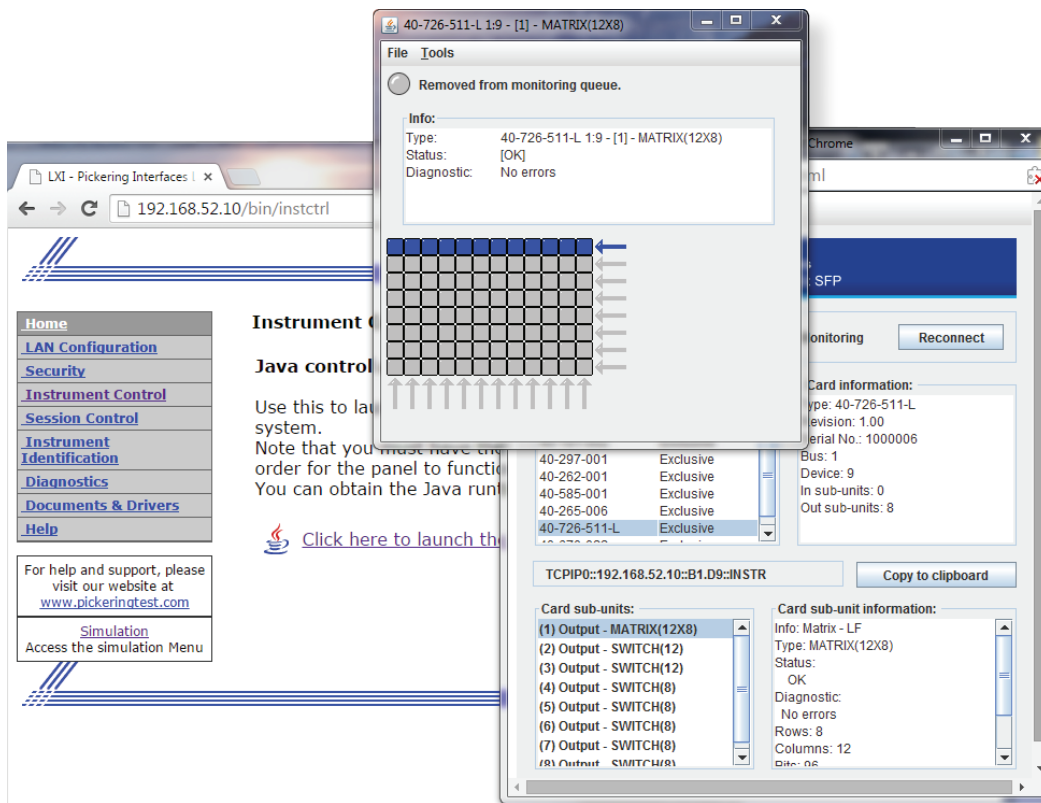 40-726-511-L 1:9 - [1] - MATRIX(12X8)
File Tools
Removed from monitoring queue.
Info:
Type: 40-726-511-L 1:9 - [1] - MATRIX(12X8)
Status: [OK]
Diagnostic: No errors
LXI - Pickering Interfaces
192.168.52.10/bin/instctrl
Home
LAN Configuration
Security
Instrument Control
Session Control
Instrument
Identification
Diagnostics
Documents & Drivers
Help
For help and support, please
visit our website at
www.pickeringtest.com
Simulation
Access the simulation Menu
Instrument
Java control
Use this to
system.
Note that you must have the
order for the panel to
You can obtain the Java
Click here to launch
Chrome
SFP
Reconnect
Card information:
40-726-511-L
1.00
Serial No.: 1000006
Bus: 1
Device: 9
In sub-units: 0
Out sub-units: 8
40-297-001 Exclusive
40-262-001 Exclusive
40-585-001 Exclusive
40-265-006 Exclusive
40-726-511-L Exclusive
TCPIP0::192.168.52.10::B1.D9::INSTR
Copy to clipboard
Card sub-units:
(1) Output - MATRIX(12X8)
(2) Output - SWITCH(12)
(3) Output - SWITCH(12)
(4) Output - SWITCH(8)
(5) Output - SWITCH(8)
(6) Output - SWITCH(8)
(7) Output - SWITCH(8)
(8) Output - SWITCH(8)
Card sub-unit information:
Info: Matrix - LF
Type: MATRIX(12X8)
Status:
OK
Diagnostic:
No errors
Rows: 8
Columns: 12
Bits: 96